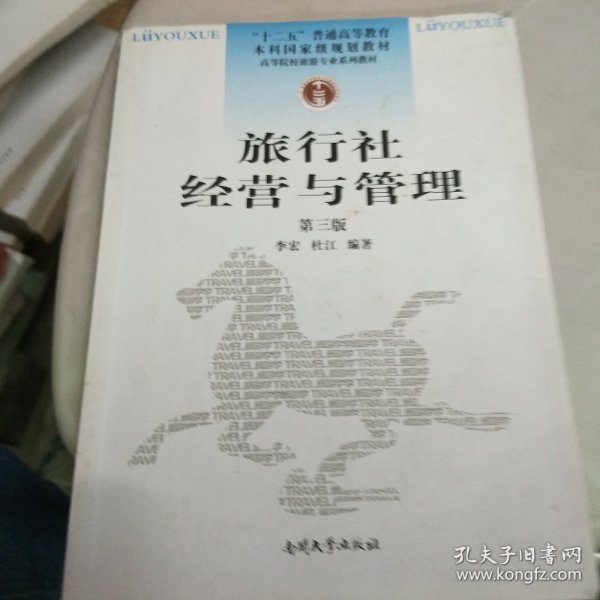 LüYOUXUE
LüYOUXUE
“十二五”普通高等教育
本科国家级规划教材
高等院校旅游专业系列教材
旅行社
经营与管理
第三版
李宏 杜江 编著
TRAVEL
南开大学出版社
孔夫子旧书网
www.kongfz.com